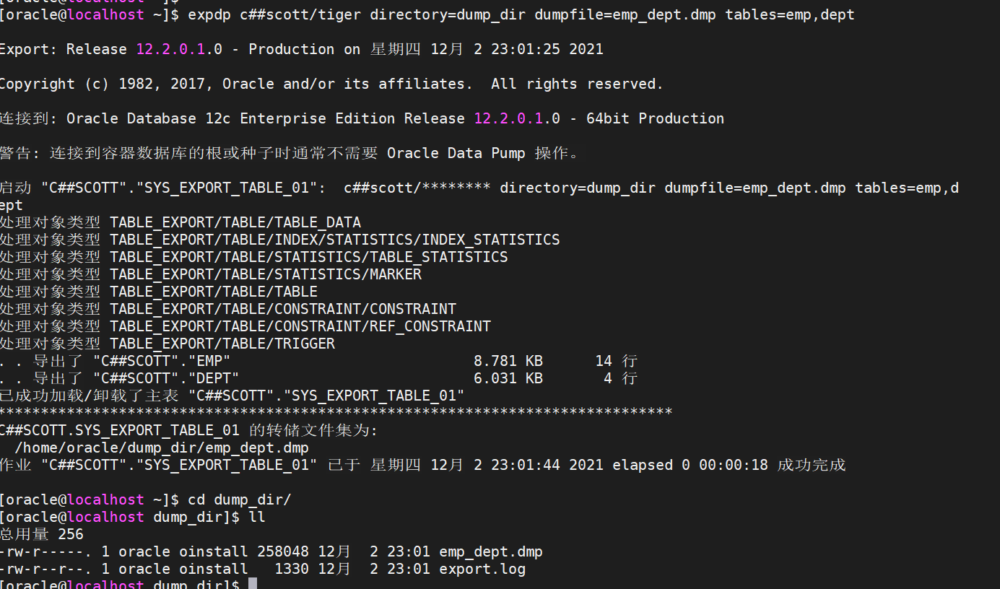 [oracle@localhost ~]$
[oracle@localhost ~]$ expdp c##scott/tiger directory=dump_dir dumpfile=emp_dept.dmp tables=emp,dept
Export: Release 12.2.0.1.0 - Production on 星期四 12月 2 23:01:25 2021
Copyright (c) 1982, 2017, Oracle and/or its affiliates.  All rights reserved.
连接到: Oracle Database 12c Enterprise Edition Release 12.2.0.1.0 - 64bit Production
警告: 连接到容器数据库的根或种子时通常不需要 Oracle Data Pump 操作。
启动 "C##SCOTT"."SYS_EXPORT_TABLE_01":  c##scott/******** directory=dump_dir dumpfile=emp_dept.dmp tables=emp,d
ept
处理对象类型 TABLE_EXPORT/TABLE/TABLE_DATA
处理对象类型 TABLE_EXPORT/TABLE/INDEX/STATISTICS/INDEX_STATISTICS
处理对象类型 TABLE_EXPORT/TABLE/STATISTICS/TABLE_STATISTICS
处理对象类型 TABLE_EXPORT/TABLE/STATISTICS/MARKER
处理对象类型 TABLE_EXPORT/TABLE/TABLE
处理对象类型 TABLE_EXPORT/TABLE/CONSTRAINT/CONSTRAINT
处理对象类型 TABLE_EXPORT/TABLE/CONSTRAINT/REF_CONSTRAINT
处理对象类型 TABLE_EXPORT/TABLE/TRIGGER
. . 导出了 "C##SCOTT"."EMP"                            8.781 KB      14 行
. . 导出了 "C##SCOTT"."DEPT"                           6.031 KB       4 行
已成功加载/卸载了主表 "C##SCOTT"."SYS_EXPORT_TABLE_01"
******************************************************************************
C##SCOTT.SYS_EXPORT_TABLE_01 的转储文件集为:
  /home/oracle/dump_dir/emp_dept.dmp
作业 "C##SCOTT"."SYS_EXPORT_TABLE_01" 已于 星期四 12月 2 23:01:44 2021 elapsed 0 00:00:18 成功完成
[oracle@localhost ~]$ cd dump_dir/
[oracle@localhost dump_dir]$ ll
总用量 256
-rw-r-----. 1 oracle oinstall 258048 12月  2 23:01 emp_dept.dmp
-rw-r--r--. 1 oracle oinstall   1330 12月  2 23:01 export.log
[oracle@localhost dump_dir]$